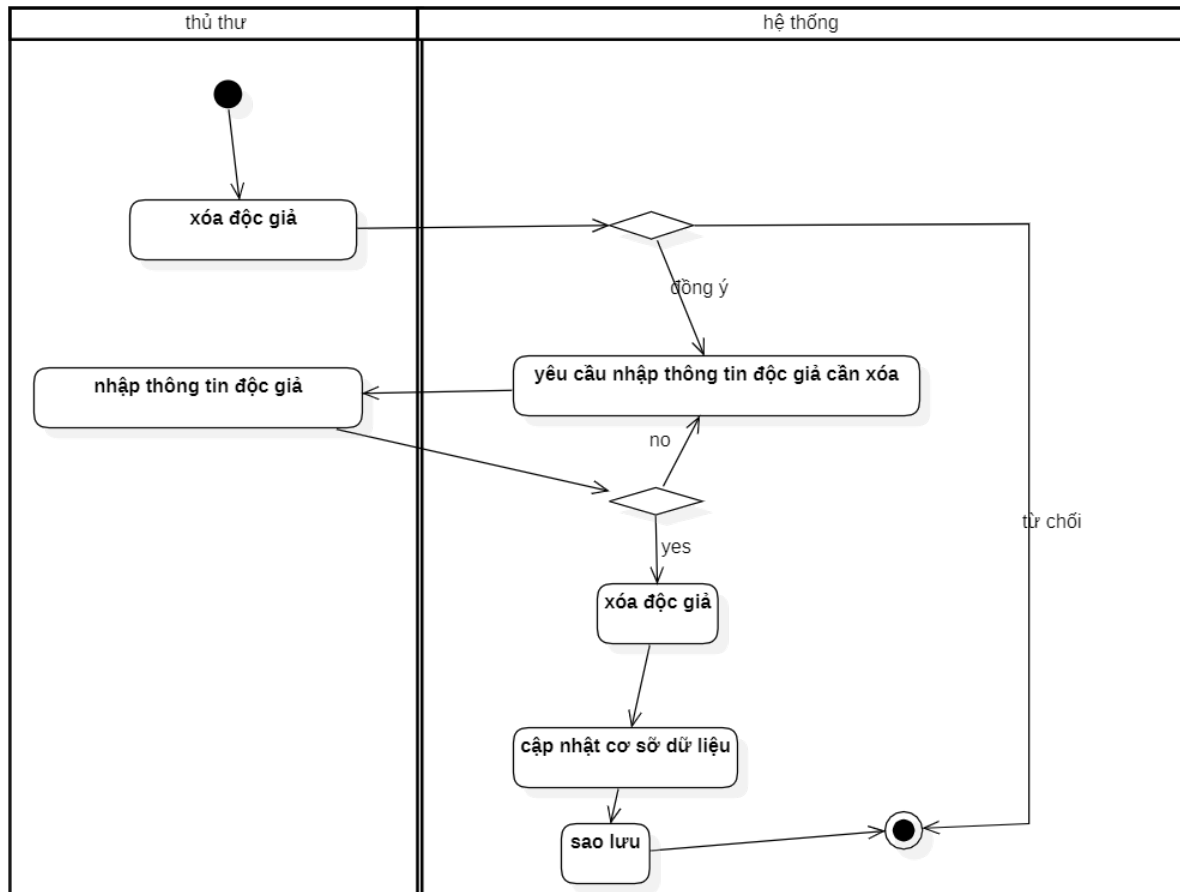 thủ thư
hệ thống
xóa độc giả
đồng ý
yêu cầu nhập thông tin độc giả cần xóa
nhập thông tin độc giả
no
từ chối
yes
xóa độc giả
cập nhật cơ sỡ dữ liệu
sao lưu